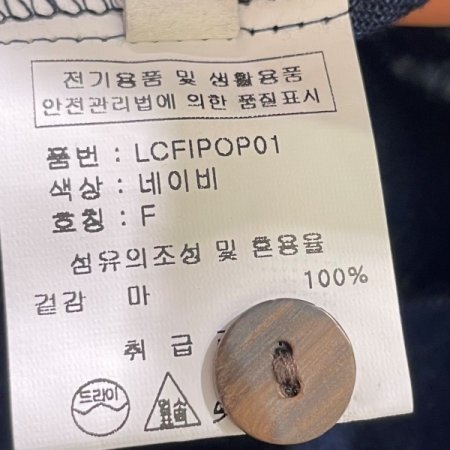 전기용품 및 생활용품
안전관리법에 의한 품질표시
품번 : LCFIPOP01
색상 : 네이비
호칭 : F
섬유의조성 및 혼용율
겉감 마 100%
취 급
드라이